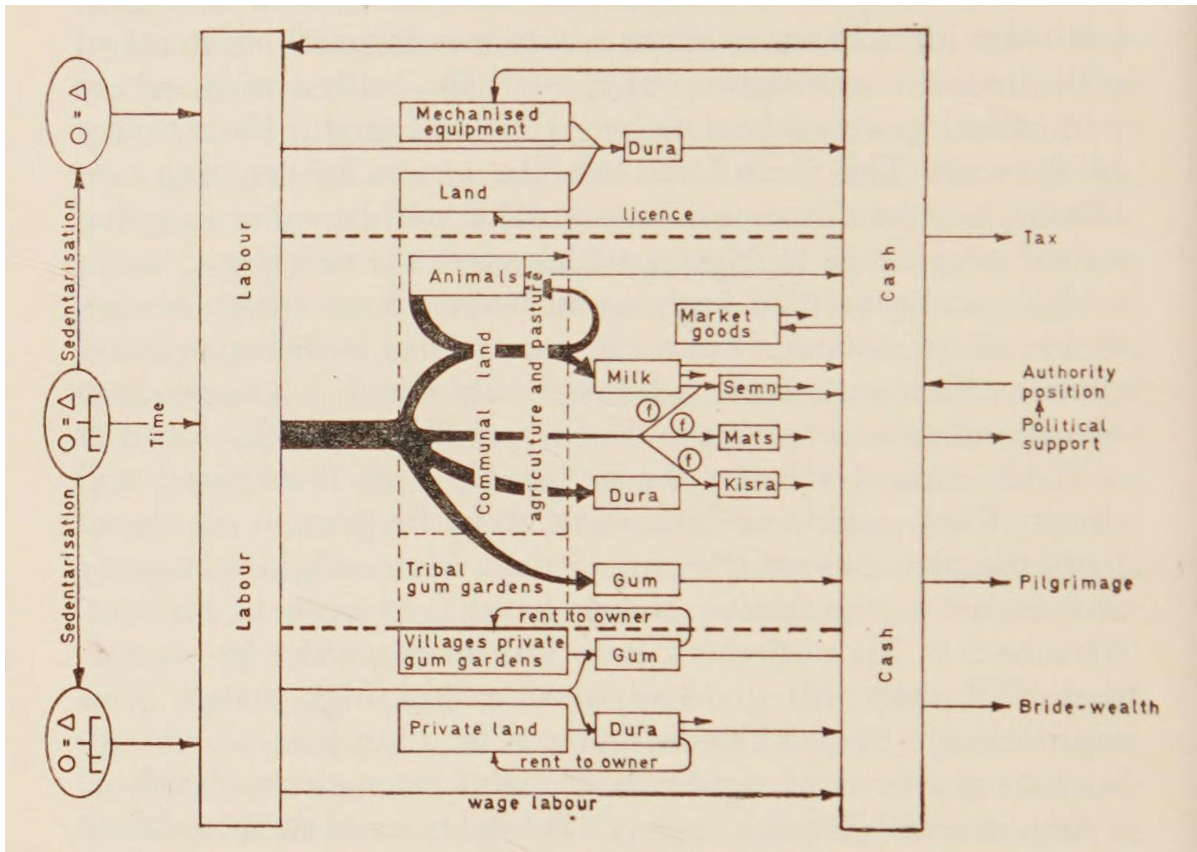 O = Δ
Mechanised
equipment
Dura
Land
licence
Sedentarisation
Labour
Cash
Tax
Animals
Market
goods
Communal land
agriculture and pasture
Milk
Semn
Authority
position
O = Δ
Time
f
f
Mats
Political
support
f
Dura
Kisra
Sedentarisation
Labour
Tribal
gum gardens
Gum
Pilgrimage
rent to owner
Villages private
gum gardens
Gum
Cash
O = Δ
Private land
Dura
Bride-wealth
rent to owner
wage labour